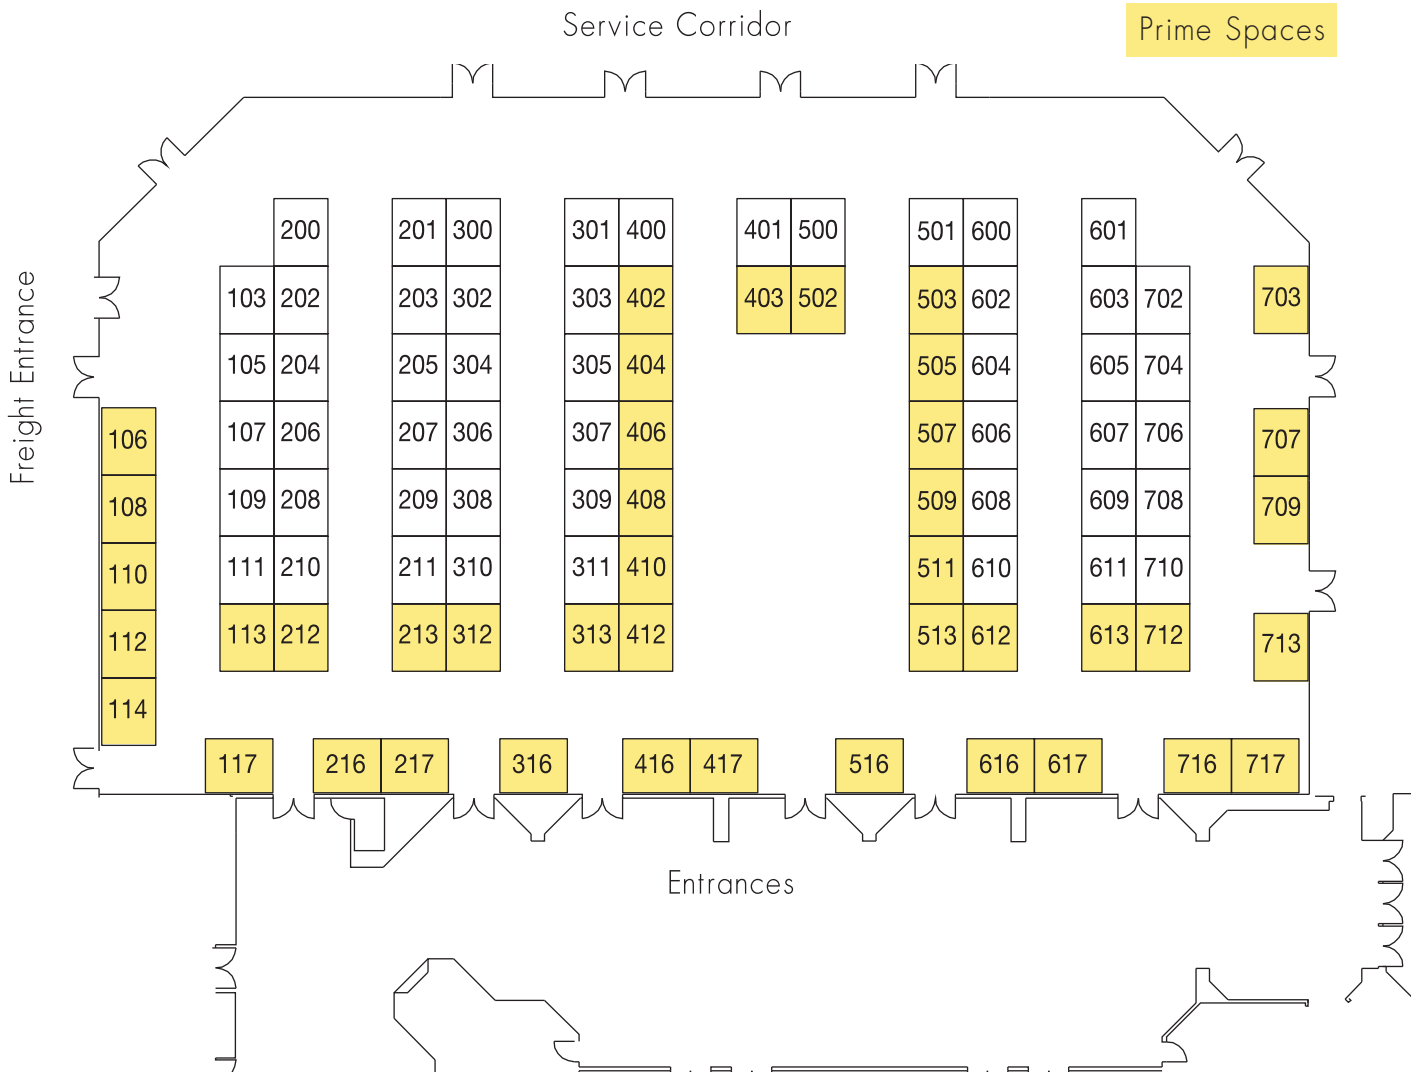 Service Corridor
Prime Spaces
Freight Entrance
200 201 300 301 400 401 500 501 600 601
103 202 203 302 303 402 403 502 503 602 603 702 703
105 204 205 304 305 404 505 604 605 704
106 107 206 207 306 307 406 507 606 607 706 707
108 109 208 209 308 309 408 509 608 609 708 709
110 111 210 211 310 311 410 511 610 611 710
112 113 212 213 312 313 412 513 612 613 712 713
114
117 216 217 316 416 417 516 616 617 716 717
Entrances